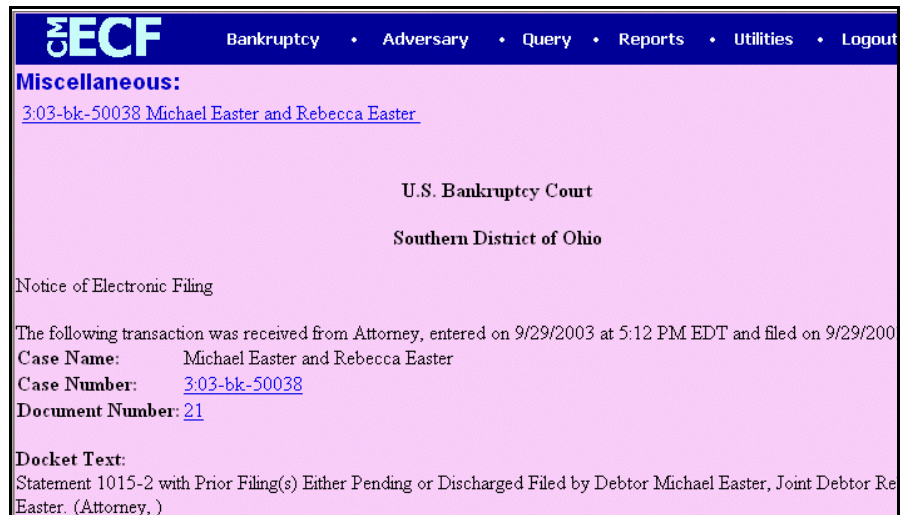 CM ECF Bankruptcy • Adversary • Query • Reports • Utilities • Logout
Miscellaneous:
3:03-bk-50038 Michael Easter and Rebecca Easter
U.S. Bankruptcy Court
Southern District of Ohio
Notice of Electronic Filing
The following transaction was received from Attorney, entered on 9/29/2003 at 5:12 PM EDT and filed on 9/29/200
Case Name: Michael Easter and Rebecca Easter
Case Number: 3:03-bk-50038
Document Number: 21
Docket Text:
Statement 1015-2 with Prior Filing(s) Either Pending or Discharged Filed by Debtor Michael Easter, Joint Debtor Re
Easter. (Attorney, )